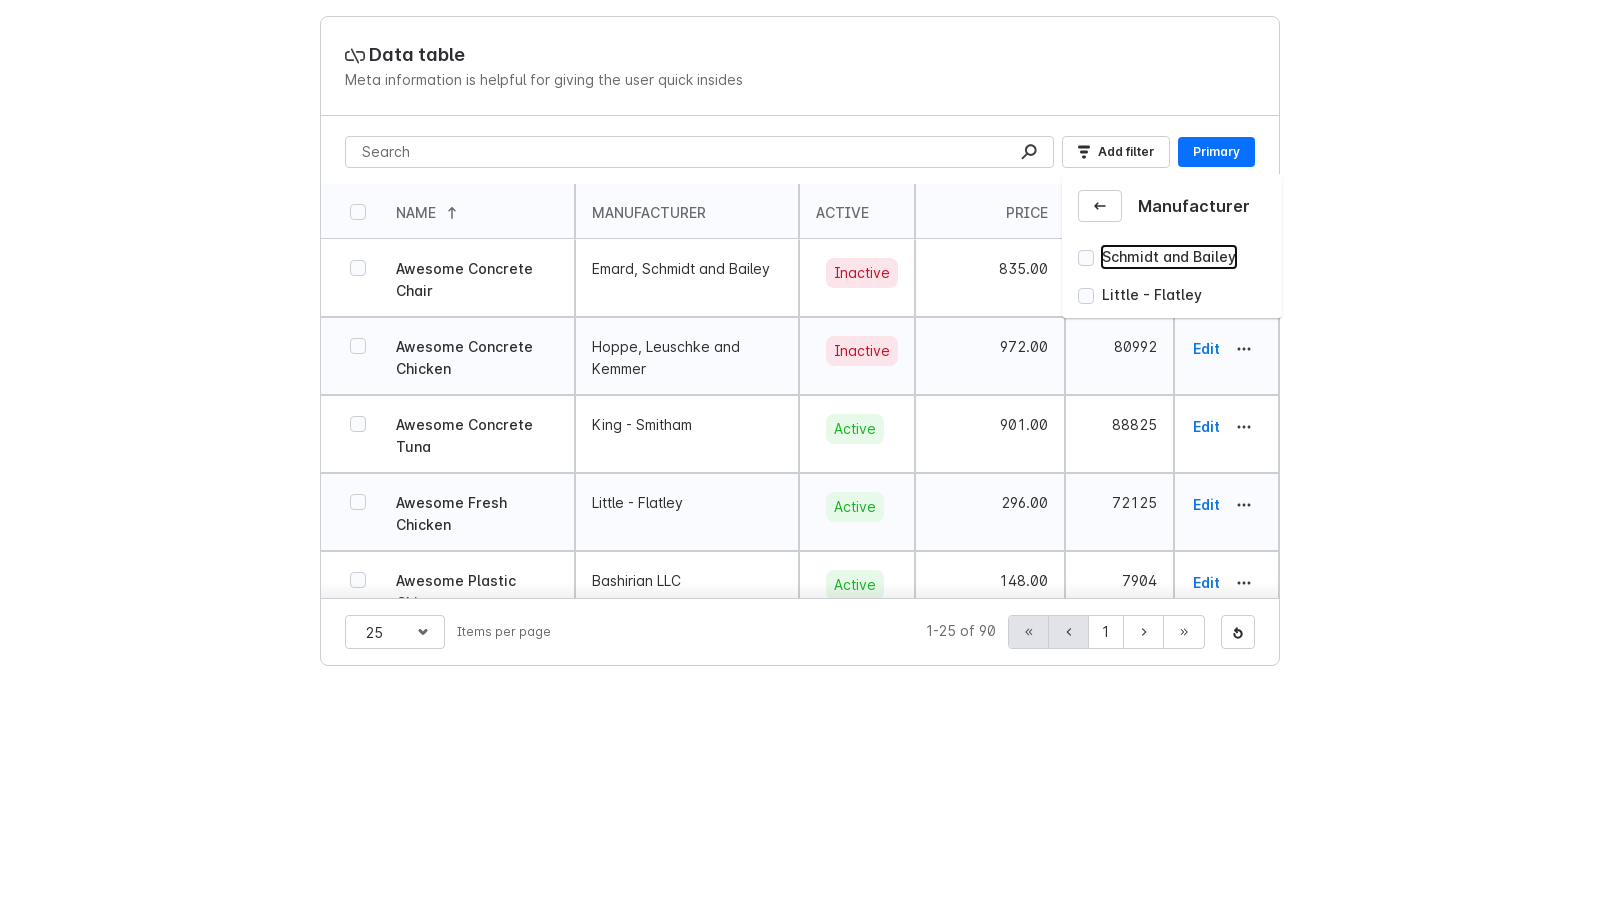 Data table
Meta information is helpful for giving the user quick insides
Search
Add filter
Primary
Manufacturer
Schmidt and Bailey
Little - Flatley
NAME
MANUFACTURER
ACTIVE
PRICE
Awesome Concrete
Chair
Emard, Schmidt and Bailey
Inactive
835.00
Awesome Concrete
Chicken
Hoppe, Leuschke and
Kemmer
Inactive
972.00
80992
Edit
Awesome Concrete
Tuna
King - Smitham
Active
901.00
88825
Edit
Awesome Fresh
Chicken
Little - Flatley
Active
296.00
72125
Edit
Awesome Plastic
Bashirian LLC
Active
148.00
7904
Edit
25
Items per page
1-25 of 90
«
‹
1
›
»